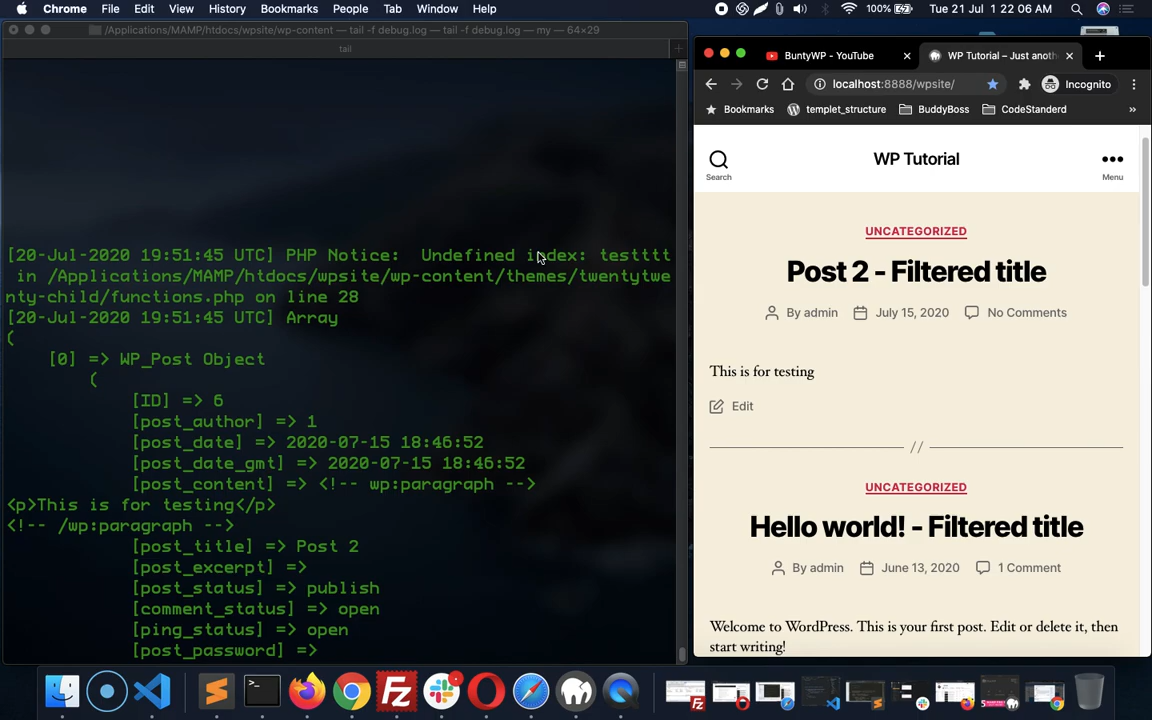 Chrome File Edit View History Bookmarks People Tab Window Help 100% Tue 21 Jul 1 22 06 AM
/Applications/MAMP/htdocs/wpsite/wp-content — tail -f debug.log — tail -f debug.log — my — 64×29
tail
[20-Jul-2020 19:51:45 UTC] PHP Notice:  Undefined index: testttt
in /Applications/MAMP/htdocs/wpsite/wp-content/themes/twentytwe
nty-child/functions.php on line 28
[20-Jul-2020 19:51:45 UTC] Array
(
[0] => WP_Post Object
(
[ID] => 6
[post_author] => 1
[post_date] => 2020-07-15 18:46:52
[post_date_gmt] => 2020-07-15 18:46:52
[post_content] => <!-- wp:paragraph -->
<p>This is for testing</p>
<!-- /wp:paragraph -->
[post_title] => Post 2
[post_excerpt] =>
[post_status] => publish
[comment_status] => open
[ping_status] => open
[post_password] =>
BuntyWP - YouTube
WP Tutorial – Just anoth
localhost:8888/wpsite/
Incognito
Bookmarks templet_structure BuddyBoss CodeStanderd »
Search
WP Tutorial
Menu
UNCATEGORIZED
Post 2 - Filtered title
By admin July 15, 2020 No Comments
This is for testing
Edit
//
UNCATEGORIZED
Hello world! - Filtered title
By admin June 13, 2020 1 Comment
Welcome to WordPress. This is your first post. Edit or delete it, then
start writing!